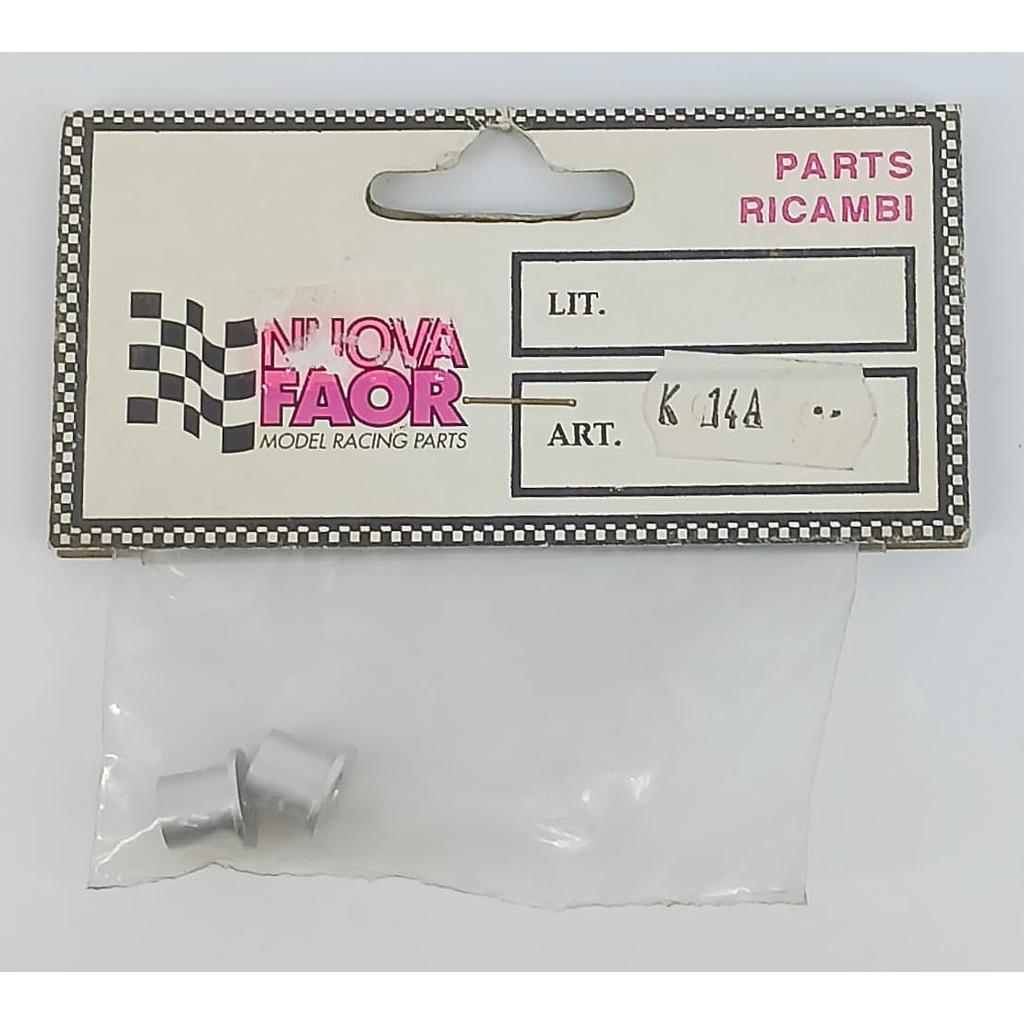 PARTS
RICAMBI
LIT.
NUOVA
FAOR
MODEL RACING PARTS
ART. K 14A